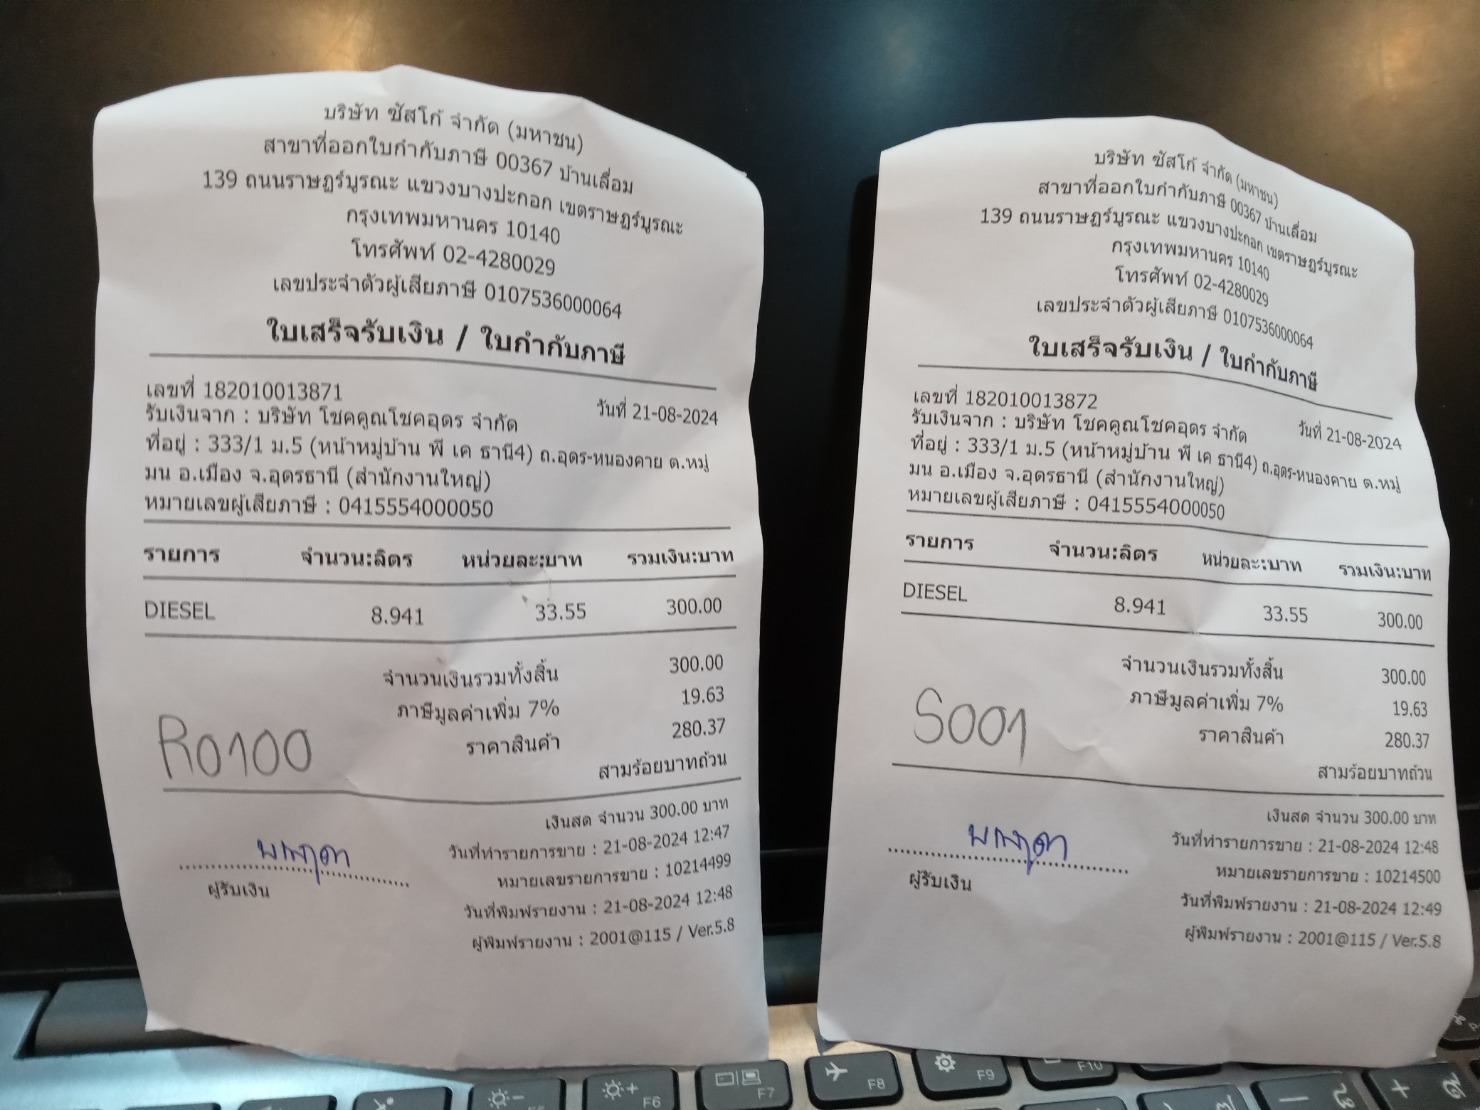 บริษัท ซัสโก้ จำกัด (มหาชน)
สาขาที่ออกใบกำกับภาษี 00367 บ้านเลื่อม
139 ถนนราษฎร์บูรณะ แขวงบางปะกอก เขตราษฎร์บูรณะ
กรุงเทพมหานคร 10140
โทรศัพท์ 02-4280029
เลขประจำตัวผู้เสียภาษี 0107536000064
ใบเสร็จรับเงิน / ใบกำกับภาษี
เลขที่ 182010013871 วันที่ 21-08-2024
รับเงินจาก : บริษัท โชคคูณโชคอุดร จำกัด
ที่อยู่ : 333/1 ม.5 (หน้าหมู่บ้าน พี เค ธานี4) ถ.อุดร-หนองคาย ต.หมู่
มน อ.เมือง จ.อุดรธานี (สำนักงานใหญ่)
หมายเลขผู้เสียภาษี : 0415554000050
รายการ จำนวน:ลิตร หน่วยละ:บาท รวมเงิน:บาท
DIESEL 8.941 33.55 300.00
จำนวนเงินรวมทั้งสิ้น 300.00
ภาษีมูลค่าเพิ่ม 7% 19.63
ราคาสินค้า 280.37
R0100
สามร้อยบาทถ้วน
เงินสด จำนวน 300.00 บาท
วันที่ทำรายการขาย : 21-08-2024 12:47
ผู้รับเงิน
หมายเลขรายการขาย : 10214499
วันที่พิมพ์รายงาน : 21-08-2024 12:48
ผู้พิมพ์รายงาน : 2001@115 / Ver.5.8
บริษัท ซัสโก้ จำกัด (มหาชน)
สาขาที่ออกใบกำกับภาษี 00367 บ้านเลื่อม
139 ถนนราษฎร์บูรณะ แขวงบางปะกอก เขตราษฎร์บูรณะ
กรุงเทพมหานคร 10140
โทรศัพท์ 02-4280029
เลขประจำตัวผู้เสียภาษี 0107536000064
ใบเสร็จรับเงิน / ใบกำกับภาษี
เลขที่ 182010013872 วันที่ 21-08-2024
รับเงินจาก : บริษัท โชคคูณโชคอุดร จำกัด
ที่อยู่ : 333/1 ม.5 (หน้าหมู่บ้าน พี เค ธานี4) ถ.อุดร-หนองคาย ต.หมู่
มน อ.เมือง จ.อุดรธานี (สำนักงานใหญ่)
หมายเลขผู้เสียภาษี : 0415554000050
รายการ จำนวน:ลิตร หน่วยละ:บาท รวมเงิน:บาท
DIESEL 8.941 33.55 300.00
จำนวนเงินรวมทั้งสิ้น 300.00
ภาษีมูลค่าเพิ่ม 7% 19.63
ราคาสินค้า 280.37
S001
สามร้อยบาทถ้วน
เงินสด จำนวน 300.00 บาท
วันที่ทำรายการขาย : 21-08-2024 12:48
ผู้รับเงิน
หมายเลขรายการขาย : 10214500
วันที่พิมพ์รายงาน : 21-08-2024 12:49
ผู้พิมพ์รายงาน : 2001@115 / Ver.5.8
F6 F7 F8 F9 F10